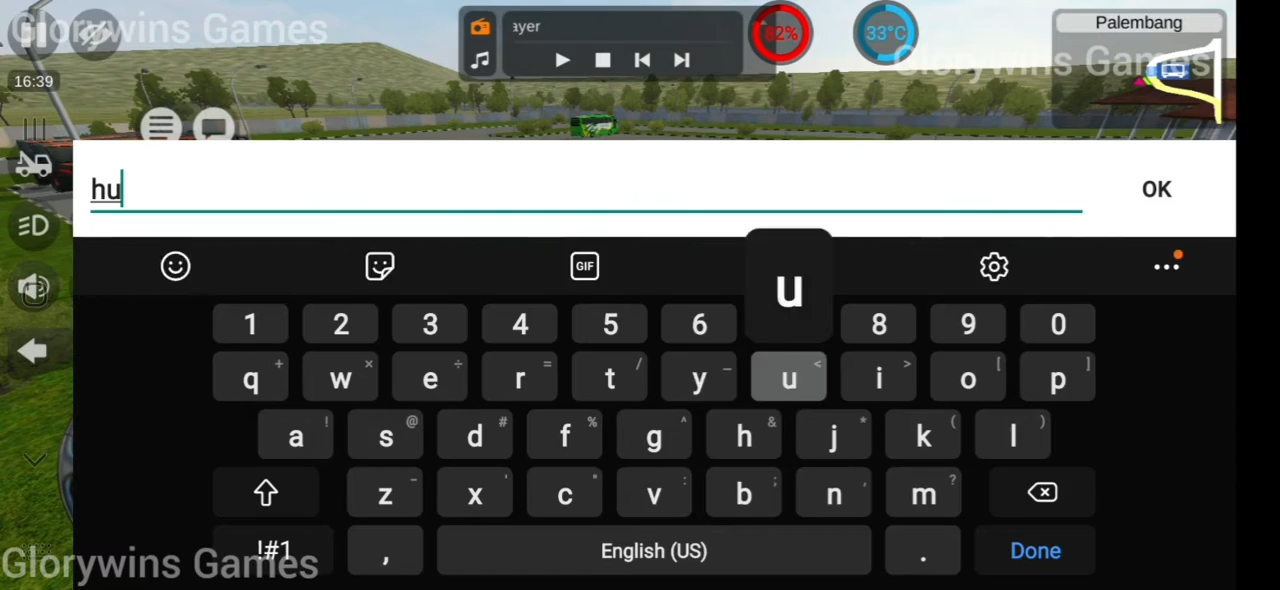 Glorywins Games
ayer
82%
33°C
Palembang
Glorywins Games
16:39
hu
OK
GIF
u
1 2 3 4 5 6 8 9 0
q + w × e ÷ r = t / y _ u < i > o [ p ]
a ! s @ d # f % g ^ h & j * k ( l )
z - x ' c " v : b ; n , m ?
!#1 , English (US) . Done
Glorywins Games